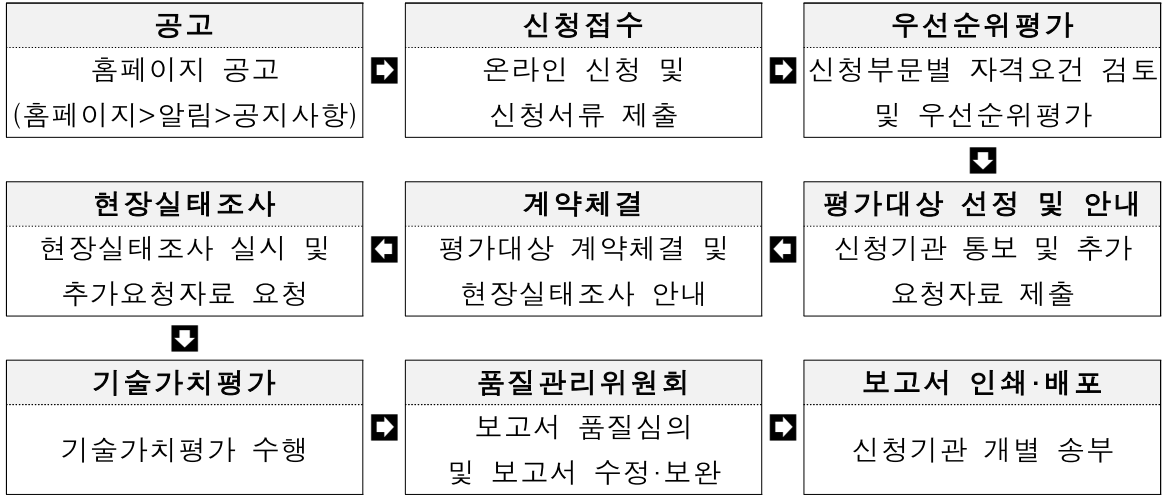 공고
홈페이지 공고
(홈페이지>알림>공지사항)
신청접수
온라인 신청 및
신청서류 제출
우선순위평가
신청부문별 자격요건 검토
및 우선순위평가
평가대상 선정 및 안내
신청기관 통보 및 추가
요청자료 제출
계약체결
평가대상 계약체결 및
현장실태조사 안내
현장실태조사
현장실태조사 실시 및
추가요청자료 요청
기술가치평가
기술가치평가 수행
품질관리위원회
보고서 품질심의
및 보고서 수정·보완
보고서 인쇄·배포
신청기관 개별 송부